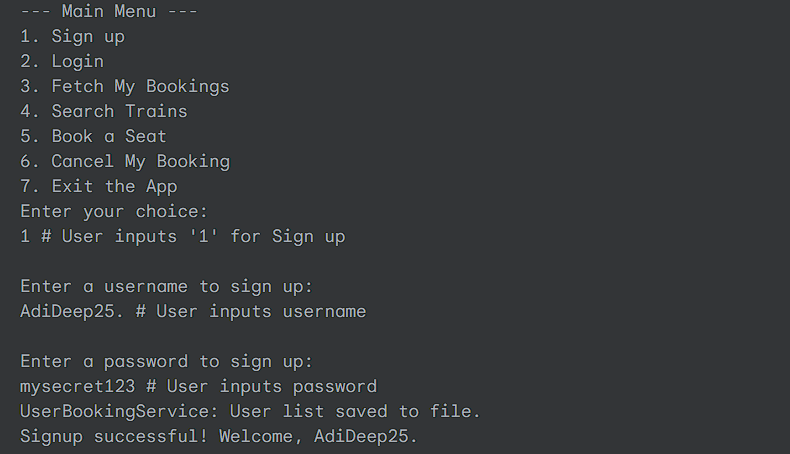 --- Main Menu ---
1. Sign up
2. Login
3. Fetch My Bookings
4. Search Trains
5. Book a Seat
6. Cancel My Booking
7. Exit the App
Enter your choice:
1 # User inputs '1' for Sign up
Enter a username to sign up:
AdiDeep25. # User inputs username
Enter a password to sign up:
mysecret123 # User inputs password
UserBookingService: User list saved to file.
Signup successful! Welcome, AdiDeep25.